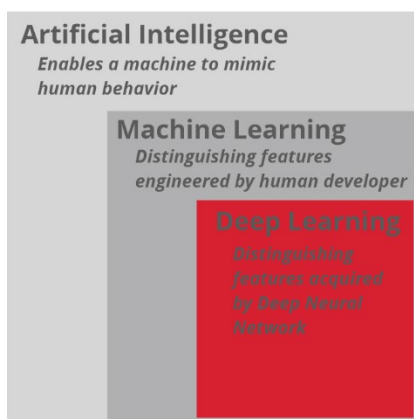 Artificial Intelligence
Enables a machine to mimic
human behavior
Machine Learning
Distinguishing features
engineered by human developer
Deep Learning
Distinguishing
features acquired
by Deep Neural
Network